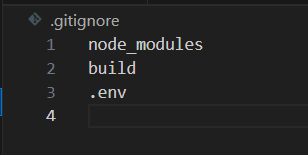 .gitignore
1 node_modules
2 build
3 .env
4